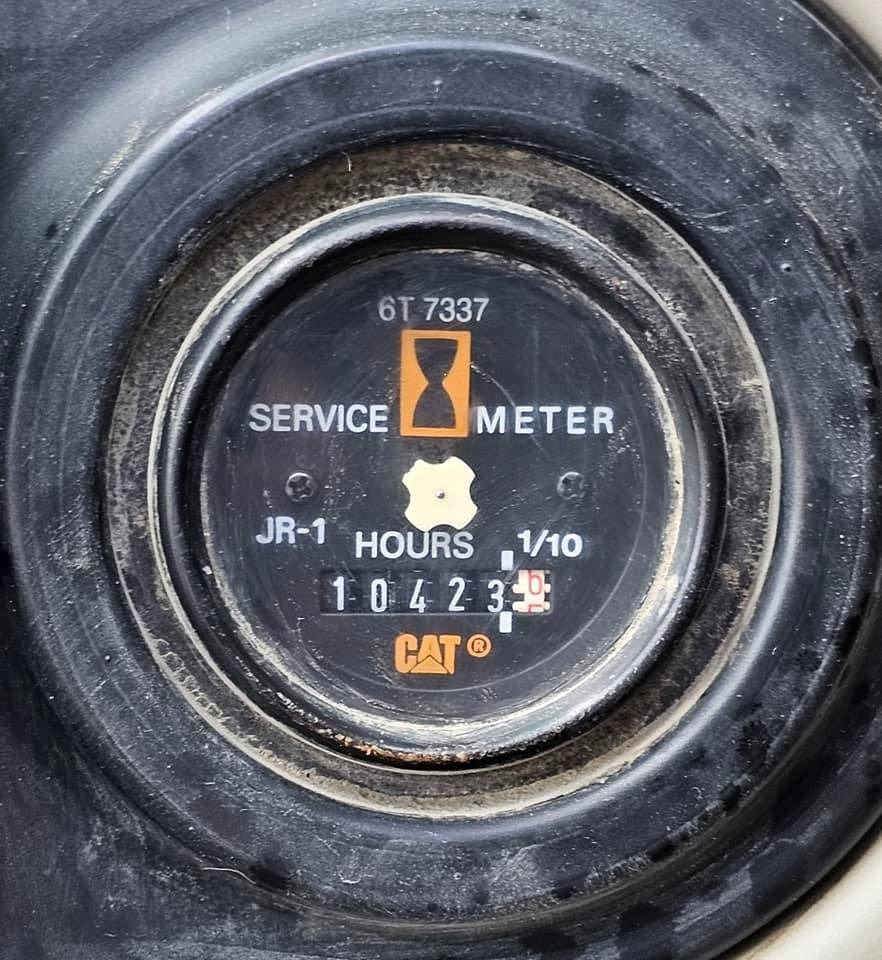 6T 7337
SERVICE METER
JR-1 HOURS 1/10
10423
CAT®